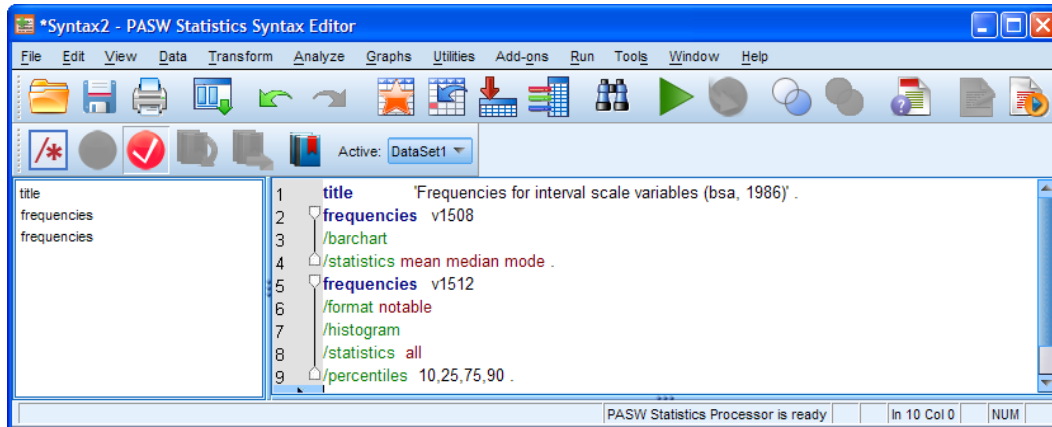 *Syntax2 - PASW Statistics Syntax Editor
File Edit View Data Transform Analyze Graphs Utilities Add-ons Run Tools Window Help
/* Active: DataSet1
title
frequencies
frequencies
1 title 'Frequencies for interval scale variables (bsa, 1986)' .
2 frequencies v1508
3 /barchart
4 /statistics mean median mode .
5 frequencies v1512
6 /format notable
7 /histogram
8 /statistics all
9 /percentiles 10,25,75,90 .
PASW Statistics Processor is ready In 10 Col 0 NUM